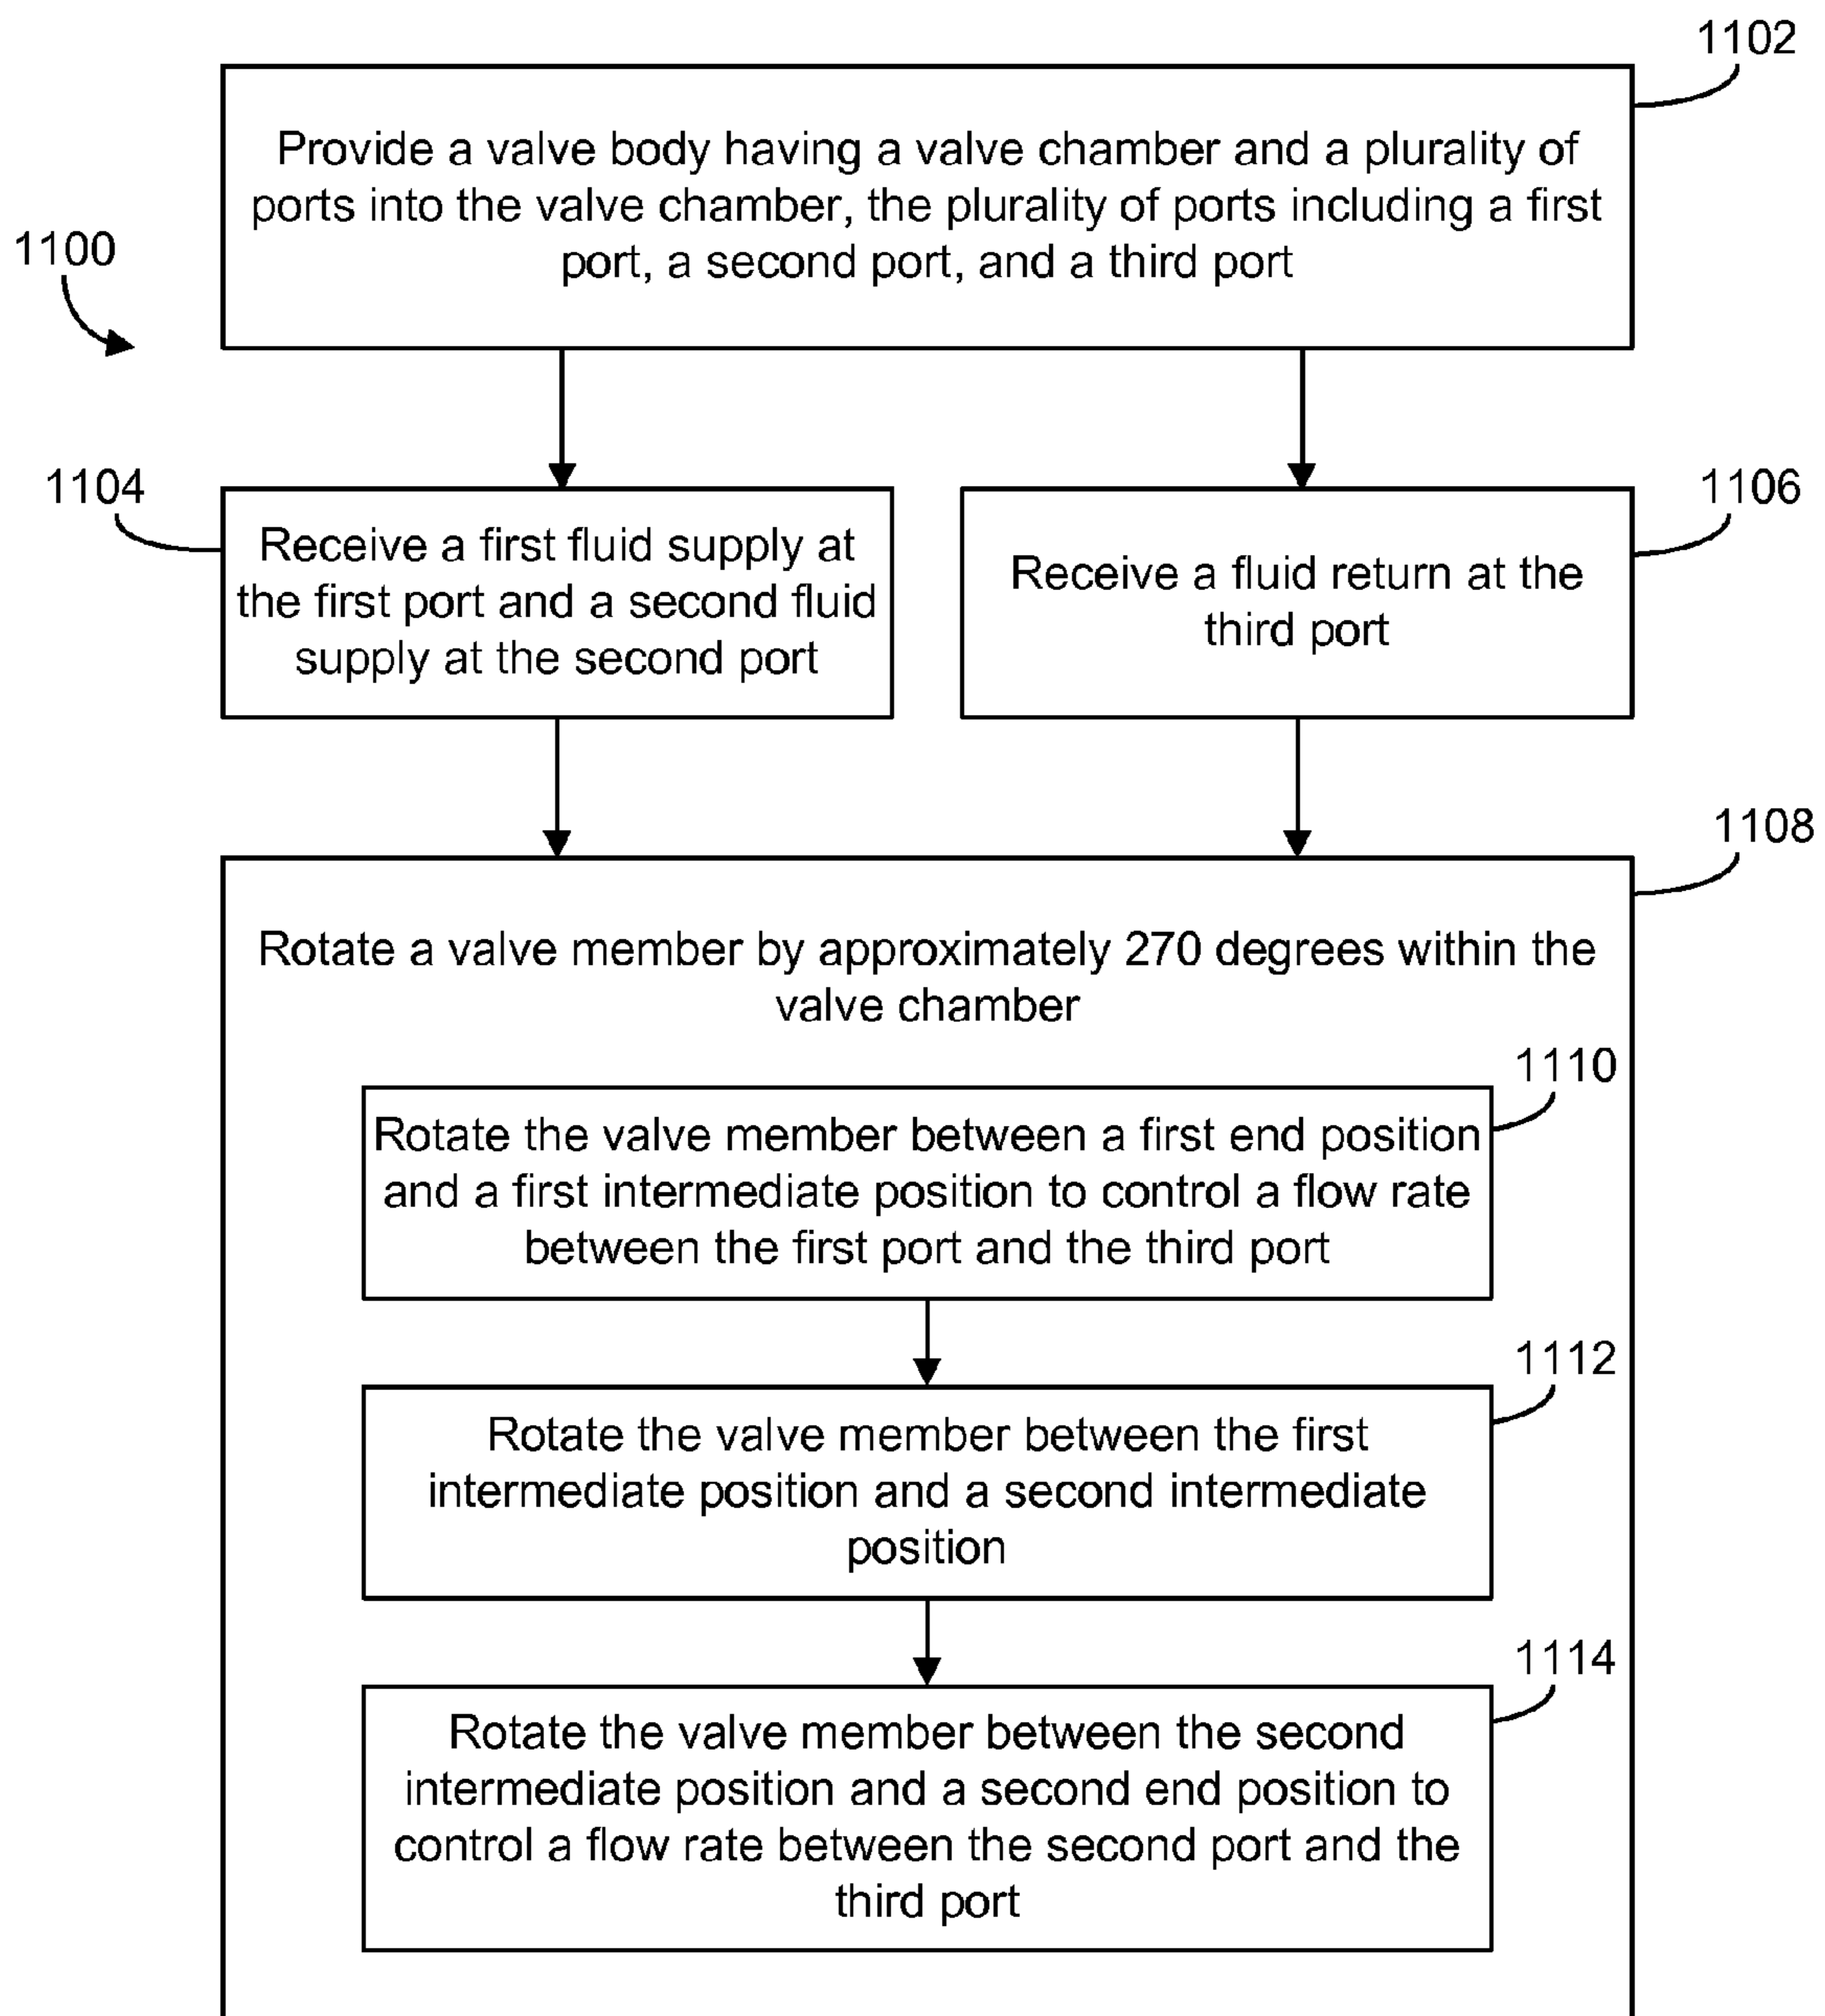 1102
Provide a valve body having a valve chamber and a plurality of
ports into the valve chamber, the plurality of ports including a first
port, a second port, and a third port
1100
1104
Receive a first fluid supply at
the first port and a second fluid
supply at the second port
1106
Receive a fluid return at the
third port
1108
Rotate a valve member by approximately 270 degrees within the
valve chamber
1110
Rotate the valve member between a first end position
and a first intermediate position to control a flow rate
between the first port and the third port
1112
Rotate the valve member between the first
intermediate position and a second intermediate
position
1114
Rotate the valve member between the second
intermediate position and a second end position to
control a flow rate between the second port and the
third port